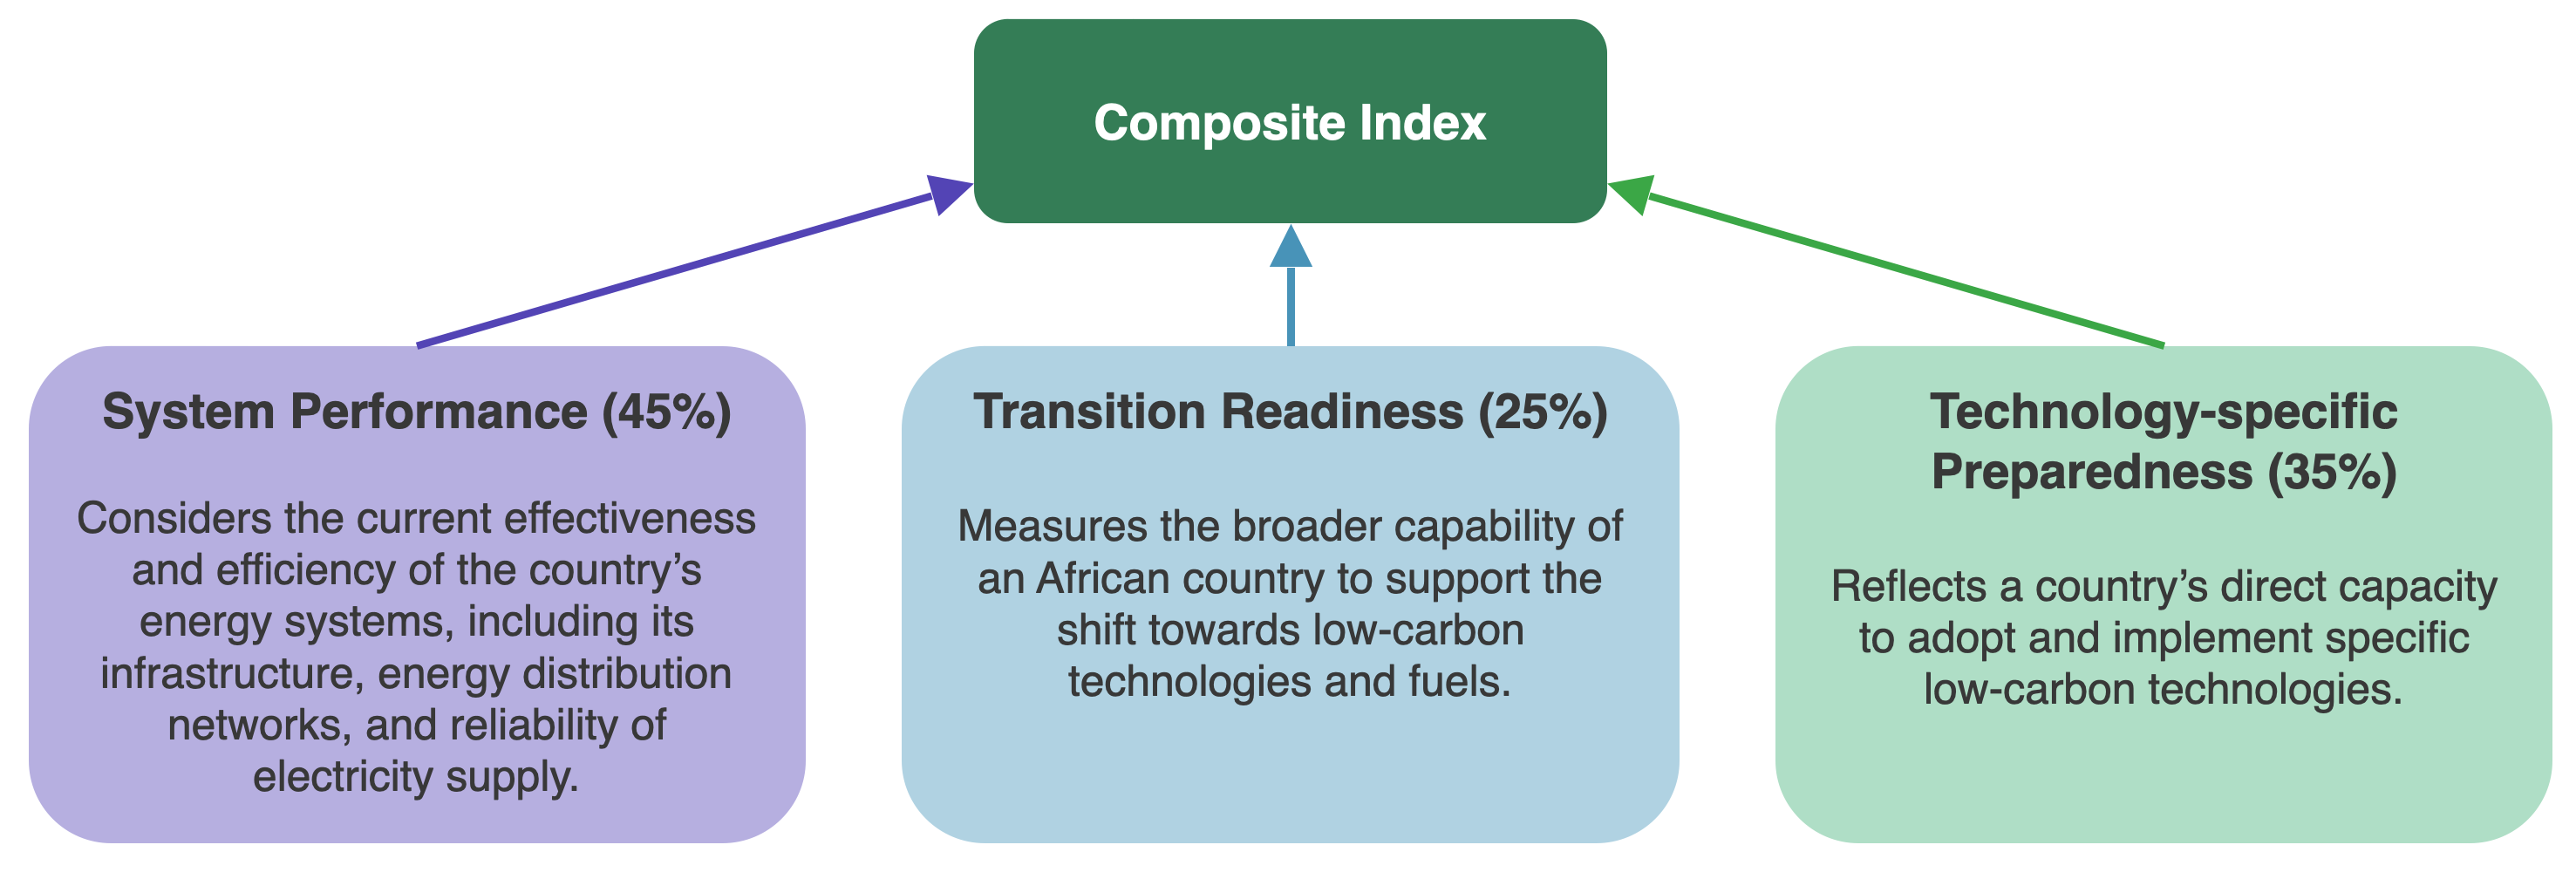 Composite Index
System Performance (45%)
Considers the current effectiveness
and efficiency of the country’s
energy systems, including its
infrastructure, energy distribution
networks, and reliability of
electricity supply.
Transition Readiness (25%)
Measures the broader capability of
an African country to support the
shift towards low-carbon
technologies and fuels.
Technology-specific
Preparedness (35%)
Reflects a country’s direct capacity
to adopt and implement specific
low-carbon technologies.